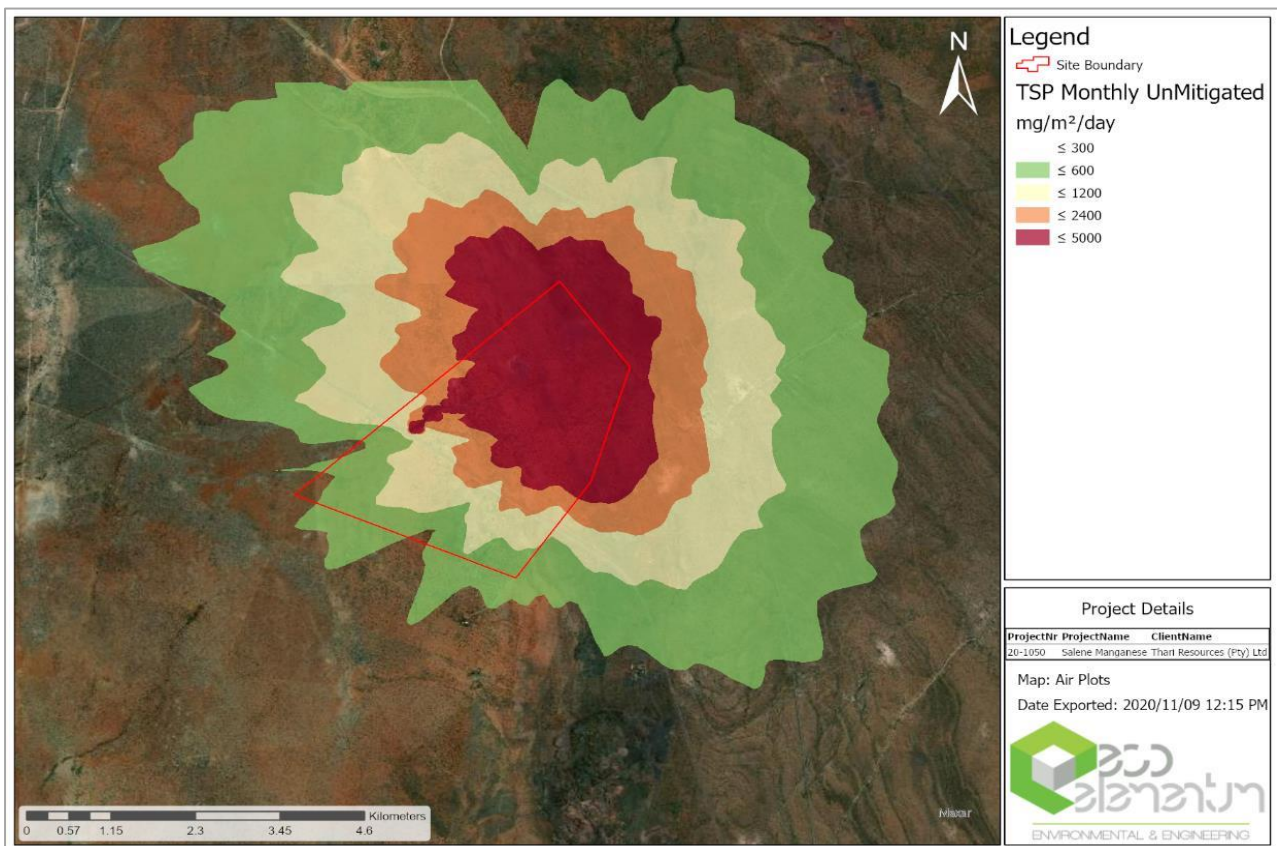 N
Legend
Site Boundary
TSP Monthly UnMitigated
mg/m²/day
≤ 300
≤ 600
≤ 1200
≤ 2400
≤ 5000
Kilometers
0 0.57 1.15 2.3 3.45 4.6
Maxar
Project Details
ProjectNr ProjectName ClientName
20-1050 Salene Manganese Thari Resources (Pty) Ltd
Map: Air Plots
Date Exported: 2020/11/09 12:15 PM
eco
elementum
ENVIRONMENTAL & ENGINEERING